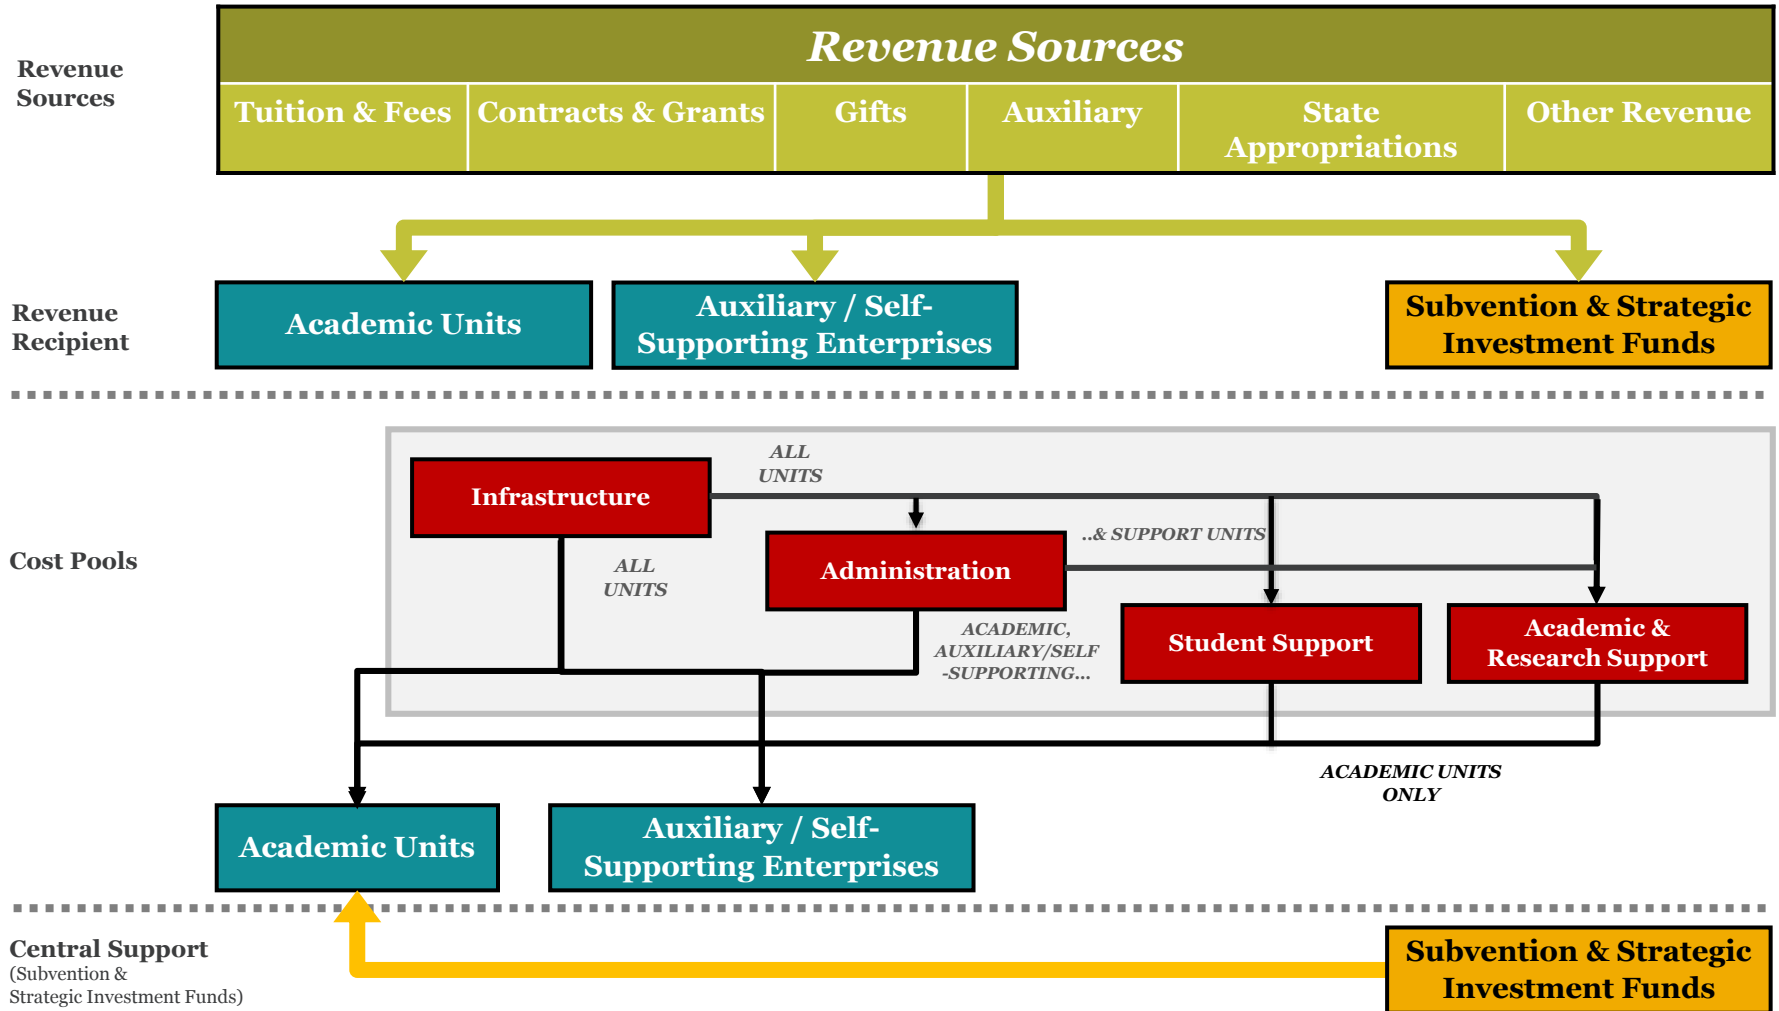 Revenue Sources
Revenue
Sources
Tuition & Fees
Contracts & Grants
Gifts
Auxiliary
State
Appropriations
Other Revenue
Revenue
Recipient
Academic Units
Auxiliary / Self-
Supporting Enterprises
Subvention & Strategic
Investment Funds
ALL
UNITS
Infrastructure
..& SUPPORT UNITS
Cost Pools
ALL
UNITS
Administration
ACADEMIC,
AUXILIARY/SELF
-SUPPORTING...
Student Support
Academic &
Research Support
ACADEMIC UNITS
ONLY
Academic Units
Auxiliary / Self-
Supporting Enterprises
Central Support
(Subvention &
Strategic Investment Funds)
Subvention & Strategic
Investment Funds